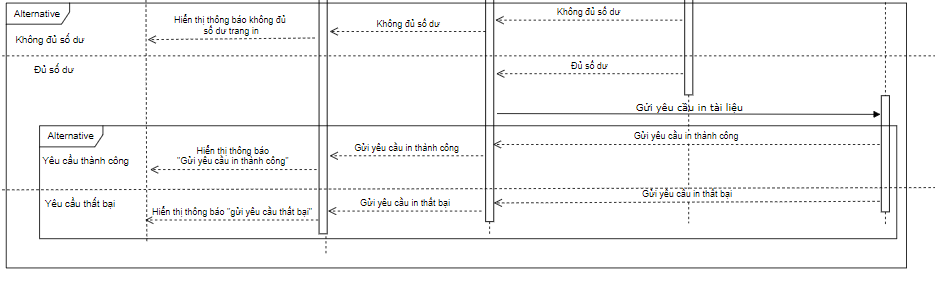 Alternative
Không đủ số dư
Hiển thị thông báo không đủ
số dư trang in
Không đủ số dư
Không đủ số dư
Đủ số dư
Đủ số dư
Gửi yêu cầu in tài liệu
Alternative
Yêu cầu thành công
Hiển thị thông báo
"Gửi yêu cầu in thành công"
Gửi yêu cầu in thành công
Gửi yêu cầu in thành công
Yêu cầu thất bại
Hiển thị thông báo "gửi yêu cầu thất bại"
Gửi yêu cầu in thất bại
Gửi yêu cầu in thất bại